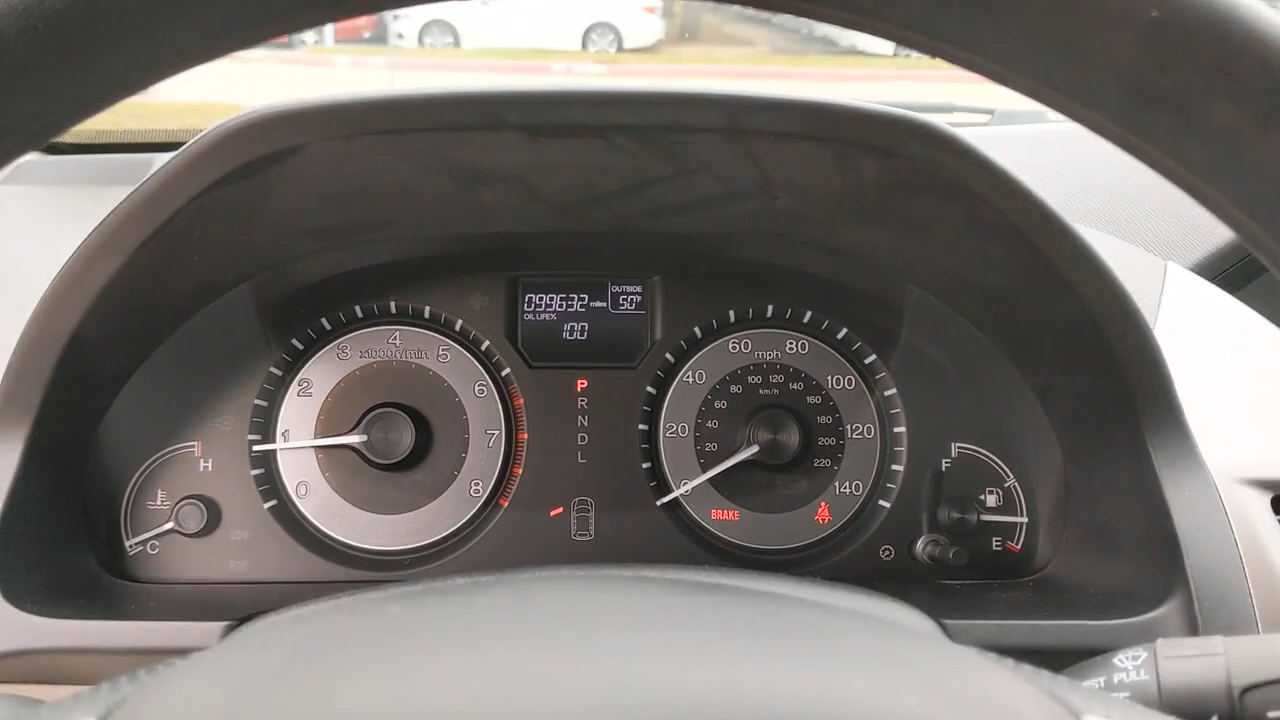 099632 miles
OUTSIDE
50°F
OIL LIFE%
100
0
1
2
3
4
5
6
7
8
x1000r/min
P
R
N
D
L
0
20
40
60
80
100
120
140
mph
20
40
60
80
100
120
140
160
180
200
220
km/h
BRAKE
H
C
F
E
PULL